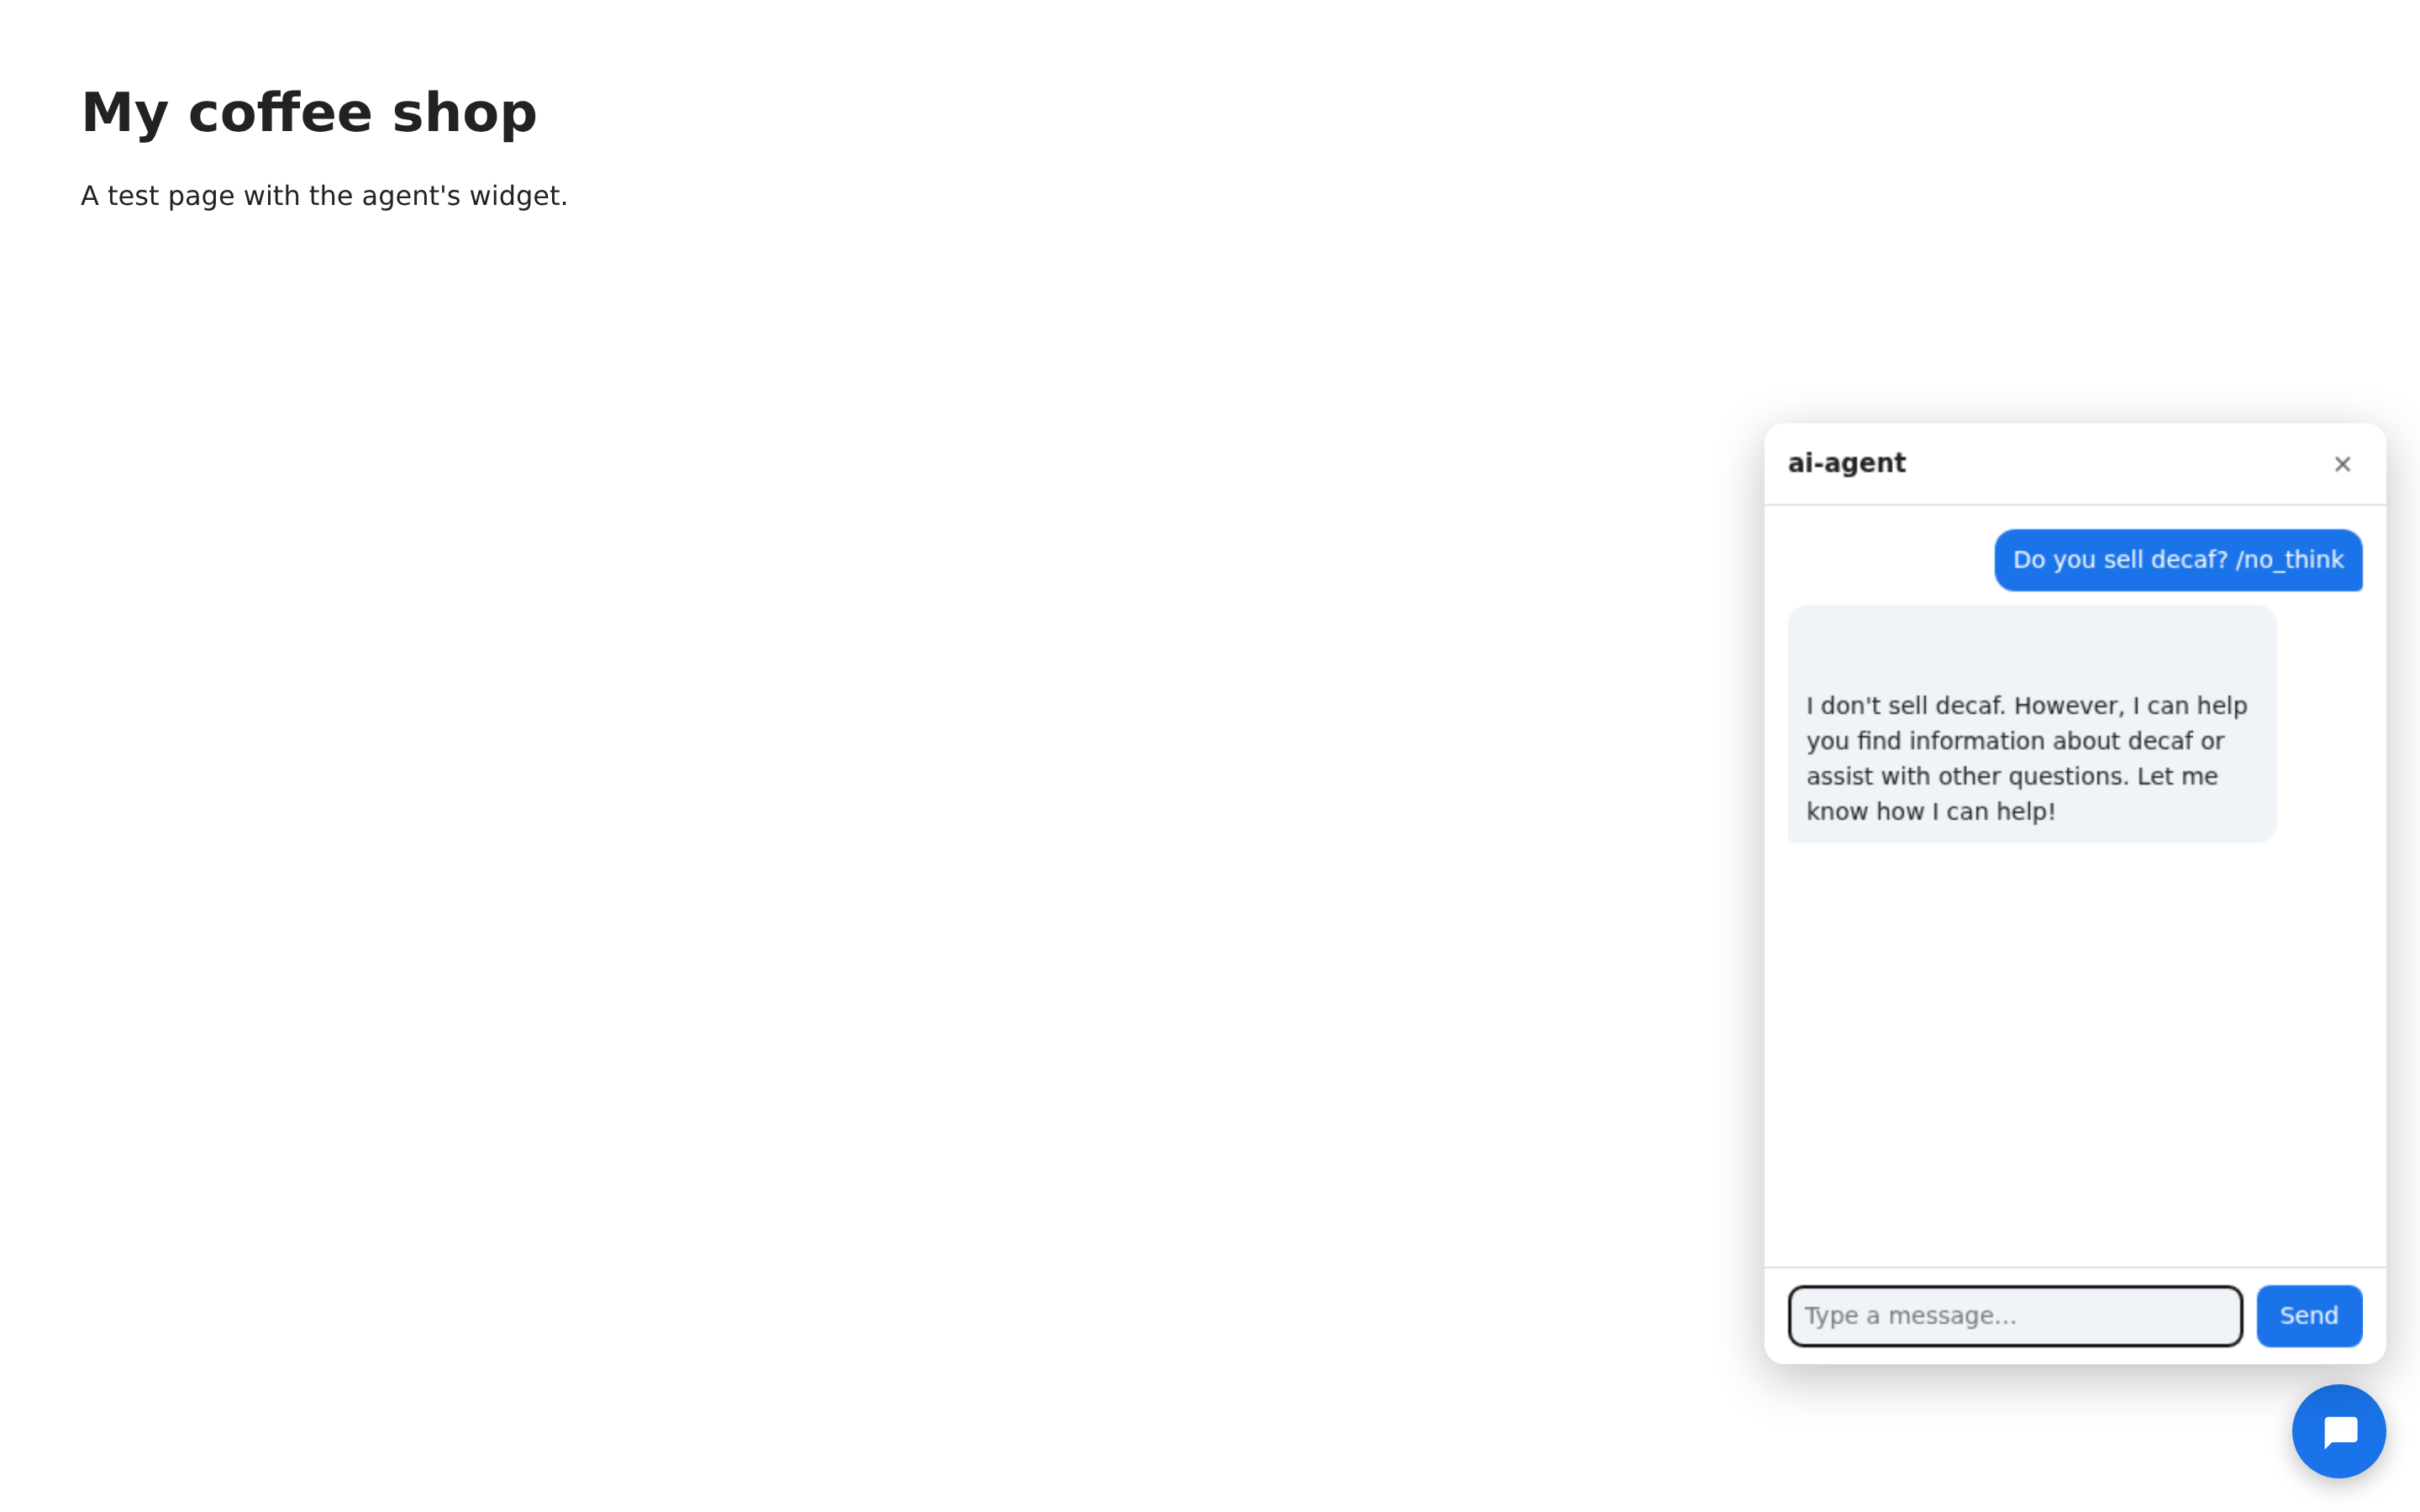 My coffee shop
A test page with the agent's widget.
ai-agent
×
Do you sell decaf? /no_think
I don't sell decaf. However, I can help
you find information about decaf or
assist with other questions. Let me
know how I can help!
Type a message...
Send